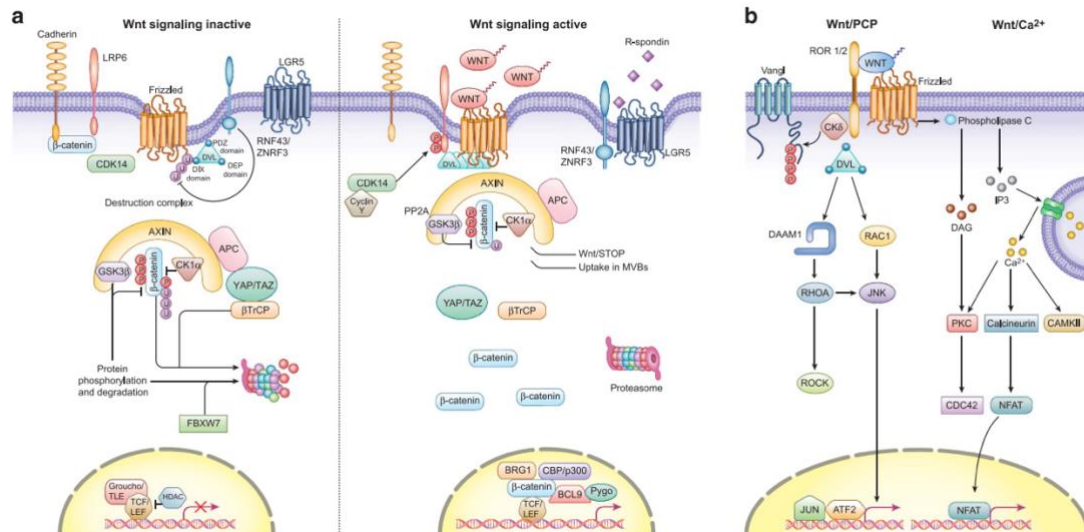 a
Wnt signaling inactive
Cadherin
LRP6
Frizzled
LGR5
β-catenin
CDK14
PDZ
domain
DVL
DIX
domain
DEP
domain
RNF43/
ZNRF3
U
U
U
Destruction complex
AXIN
APC
GSK3β
β-catenin
CK1α
P
P
P
P
U
U
U
YAP/TAZ
βTrCP
Protein
phosphorylation
and degradation
FBXW7
Groucho/
TLE
TCF/
LEF
HDAC
Wnt signaling active
WNT
WNT
WNT
R-spondin
RNF43/
ZNRF3
LGR5
P
P
DVL
CDK14
Cyclin
Y
AXIN
APC
PP2A
GSK3β
β-catenin
CK1α
P
P
P
U
Wnt/STOP
Uptake in MVBs
YAP/TAZ
βTrCP
β-catenin
β-catenin
β-catenin
Proteasome
BRG1
CBP/p300
β-catenin
BCL9
Pygo
TCF/
LEF
b
Wnt/PCP
Wnt/Ca²⁺
ROR 1/2
WNT
Vangl
Frizzled
CKδ
P
P
P
P
DVL
Phospholipase C
IP3
DAG
Ca²⁺
DAAM1
RAC1
RHOA
JNK
ROCK
PKC
Calcineurin
CAMKII
CDC42
NFAT
JUN
ATF2
NFAT